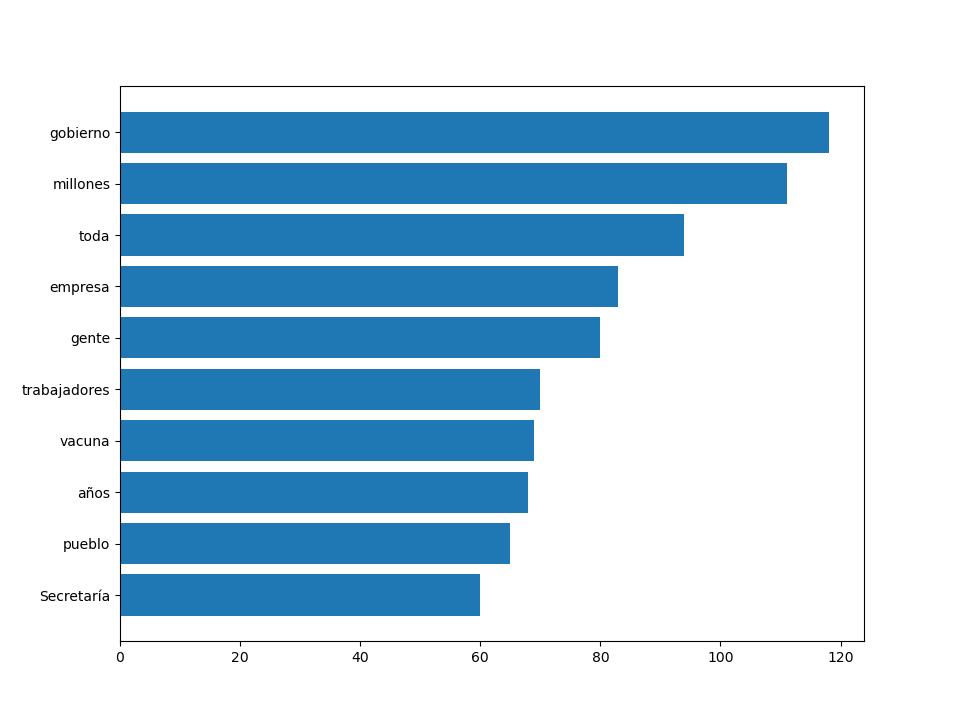 gobierno
millones
toda
empresa
gente
trabajadores
vacuna
años
pueblo
Secretaría
0 20 40 60 80 100 120